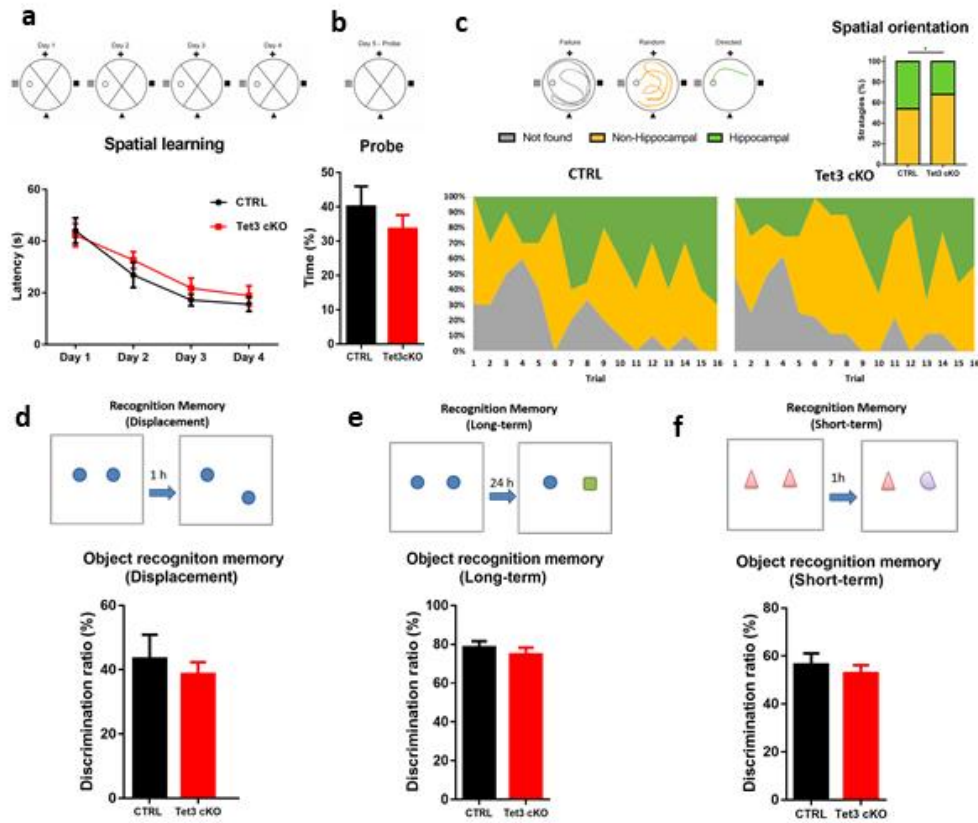 a
Day 1
Day 2
Day 3
Day 4
Spatial learning
Latency (s)
60
40
20
0
CTRL
Tet3 cKO
Day 1
Day 2
Day 3
Day 4
b
Day 5 - Probe
Probe
Time (%)
50
40
30
20
10
0
CTRL
Tet3cKO
c
Failure
Random
Directed
Not found
Non-Hippocampal
Hippocampal
Spatial orientation
Stratagies (%)
100
80
60
40
20
0
*
CTRL
Tet3 cKO
CTRL
100%
90%
80%
70%
60%
50%
40%
30%
20%
10%
0%
1 2 3 4 5 6 7 8 9 10 11 12 13 14 15 16
Trial
Tet3 cKO
1 2 3 4 5 6 7 8 9 10 11 12 13 14 15 16
Trial
d
Recognition Memory
(Displacement)
1 h
Object recogniton memory
(Displacement)
Discrimination ratio (%)
60
40
20
0
CTRL
Tet3 cKO
e
Recognition Memory
(Long-term)
24 h
Object recognition memory
(Long-term)
Discrimination ratio (%)
100
80
60
40
20
0
CTRL
Tet3 cKO
f
Recognition Memory
(Short-term)
1h
Object recognition memory
(Short-term)
Discrimination ratio (%)
80
60
40
20
0
CTRL
Tet3 cKO